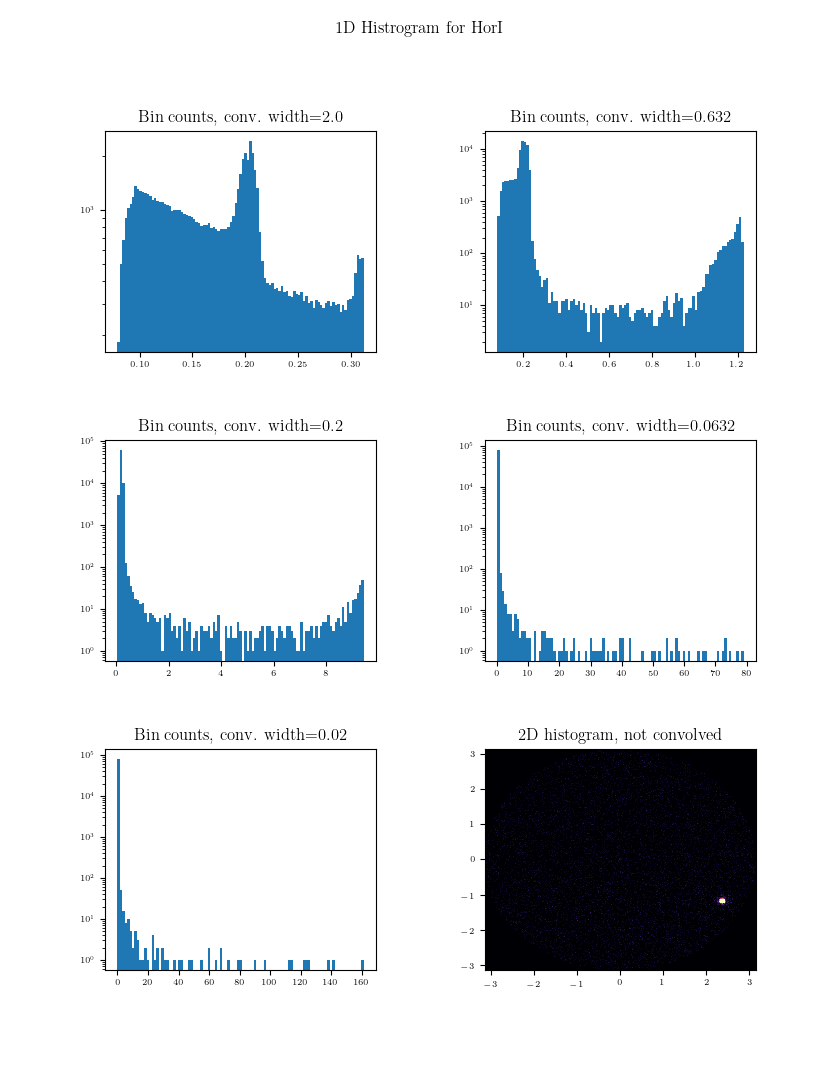 1D Histrogram for HorI
Bin counts, conv. width=2.0
Bin counts, conv. width=0.632
10³
0.10 0.15 0.20 0.25 0.30
10⁴
10³
10²
10¹
0.2 0.4 0.6 0.8 1.0 1.2
Bin counts, conv. width=0.2
Bin counts, conv. width=0.0632
10⁵
10⁴
10³
10²
10¹
10⁰
0 2 4 6 8
10⁵
10⁴
10³
10²
10¹
10⁰
0 10 20 30 40 50 60 70 80
Bin counts, conv. width=0.02
2D histogram, not convolved
10⁵
10⁴
10³
10²
10¹
10⁰
0 20 40 60 80 100 120 140 160
3
2
1
0
−1
−2
−3
−3 −2 −1 0 1 2 3